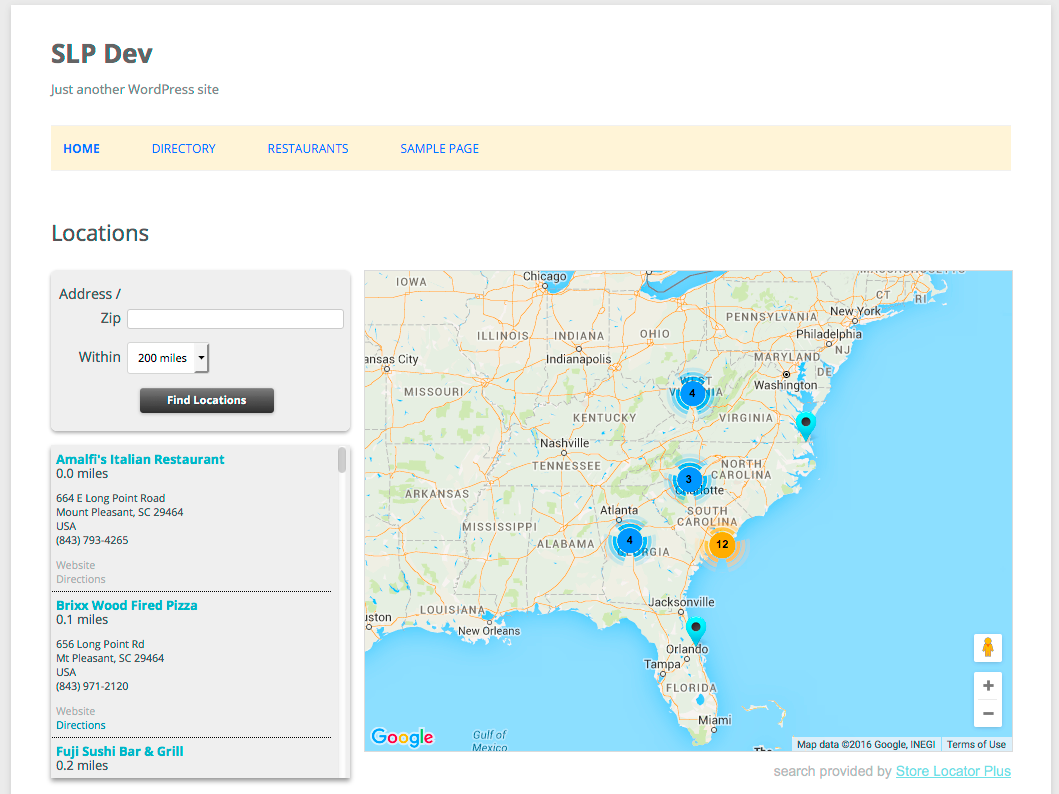 SLP Dev
Just another WordPress site
HOME DIRECTORY RESTAURANTS SAMPLE PAGE
Locations
Address /
Zip
Within 200 miles
Find Locations
Amalfi's Italian Restaurant
0.0 miles
664 E Long Point Road
Mount Pleasant, SC 29464
USA
(843) 793-4265
Website
Directions
Brixx Wood Fired Pizza
0.1 miles
656 Long Point Rd
Mt Pleasant, SC 29464
USA
(843) 971-2120
Website
Directions
Fuji Sushi Bar & Grill
0.2 miles
IOWA
Chicago
CT
RI
PENNSYLVANIA
New York
ILLINOIS
INDIANA
OHIO
Philadelphia
NJ
ansas City
Indianapolis
MARYLAND
DE
Washington
MISSOURI
WEST
VIRGINIA
4
KENTUCKY
VIRGINIA
Nashville
TENNESSEE
NORTH
CAROLINA
3
Charlotte
ARKANSAS
Atlanta
SOUTH
CAROLINA
MISSISSIPPI
ALABAMA
4
GEORGIA
12
LOUISIANA
Jacksonville
uston
New Orleans
Orlando
Tampa
FLORIDA
Miami
Gulf of
Mexico
Google
+
−
Map data ©2016 Google, INEGI Terms of Use
search provided by Store Locator Plus